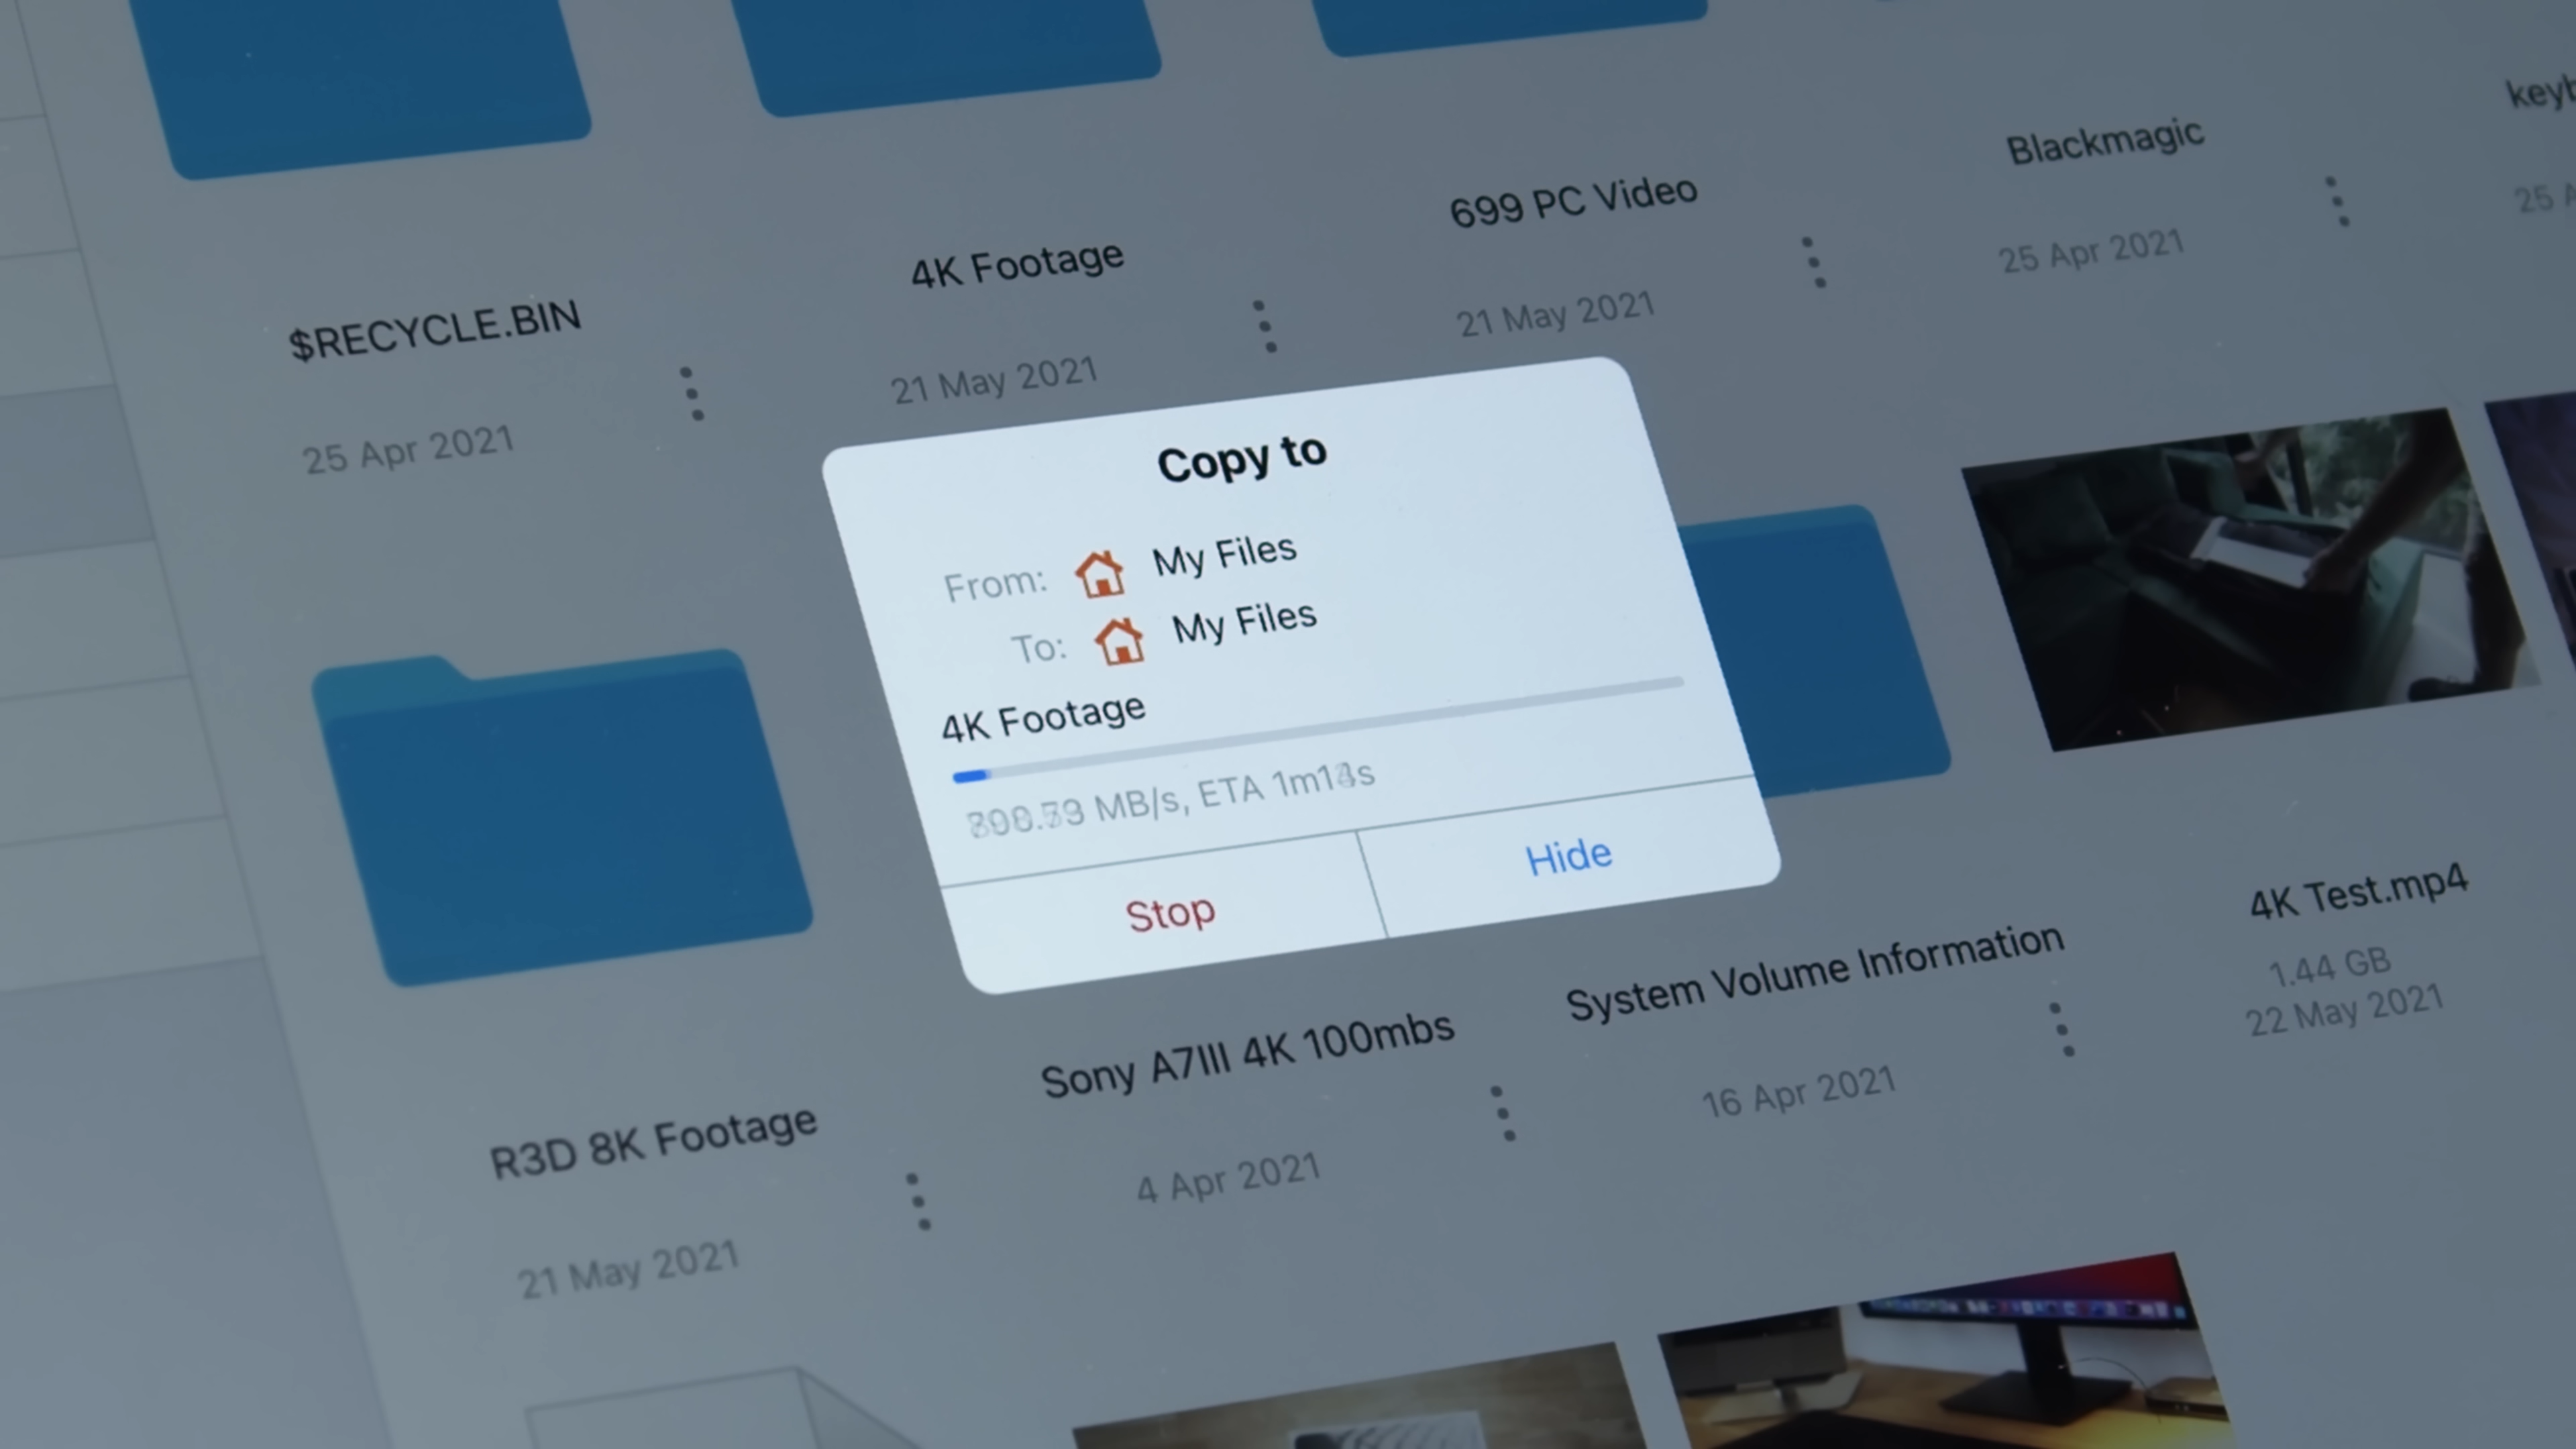 Blackmagic
699 PC Video
4K Footage
$RECYCLE.BIN
25 Apr 2021
21 May 2021
21 May 2021
25 Apr 2021
Copy to
From: My Files
To: My Files
4K Footage
MB/s, ETA
Stop
Hide
4K Test.mp4
1.44 GB
22 May 2021
System Volume Information
16 Apr 2021
Sony A7III 4K 100mbs
4 Apr 2021
R3D 8K Footage
21 May 2021